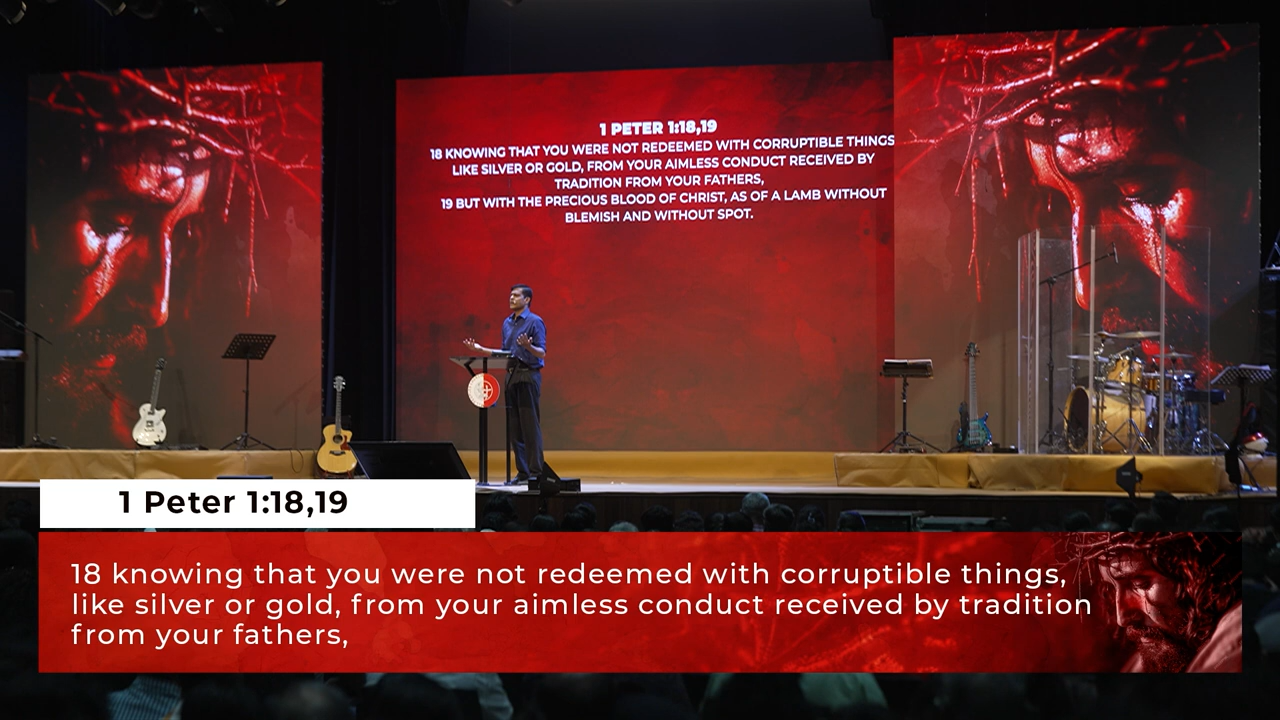 1 PETER 1:18,19
18 KNOWING THAT YOU WERE NOT REDEEMED WITH CORRUPTIBLE THINGS
LIKE SILVER OR GOLD, FROM YOUR AIMLESS CONDUCT RECEIVED BY
TRADITION FROM YOUR FATHERS,
19 BUT WITH THE PRECIOUS BLOOD OF CHRIST, AS OF A LAMB WITHOUT
BLEMISH AND WITHOUT SPOT.
1 Peter 1:18,19
18 knowing that you were not redeemed with corruptible things,
like silver or gold, from your aimless conduct received by tradition
from your fathers,